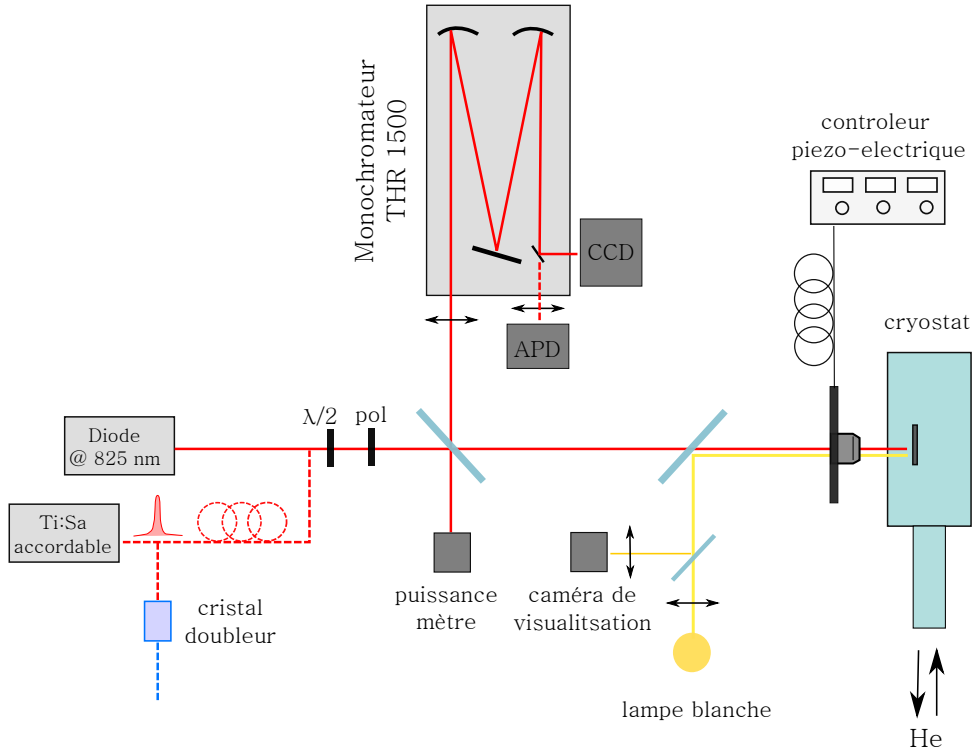 Monochromateur
THR 1500
controleur
piezo-electrique
CCD
APD
cryostat
λ/2
pol
Diode
@ 825 nm
Ti:Sa
accordable
cristal
doubleur
puissance
mètre
caméra de
visualitsation
lampe blanche
He